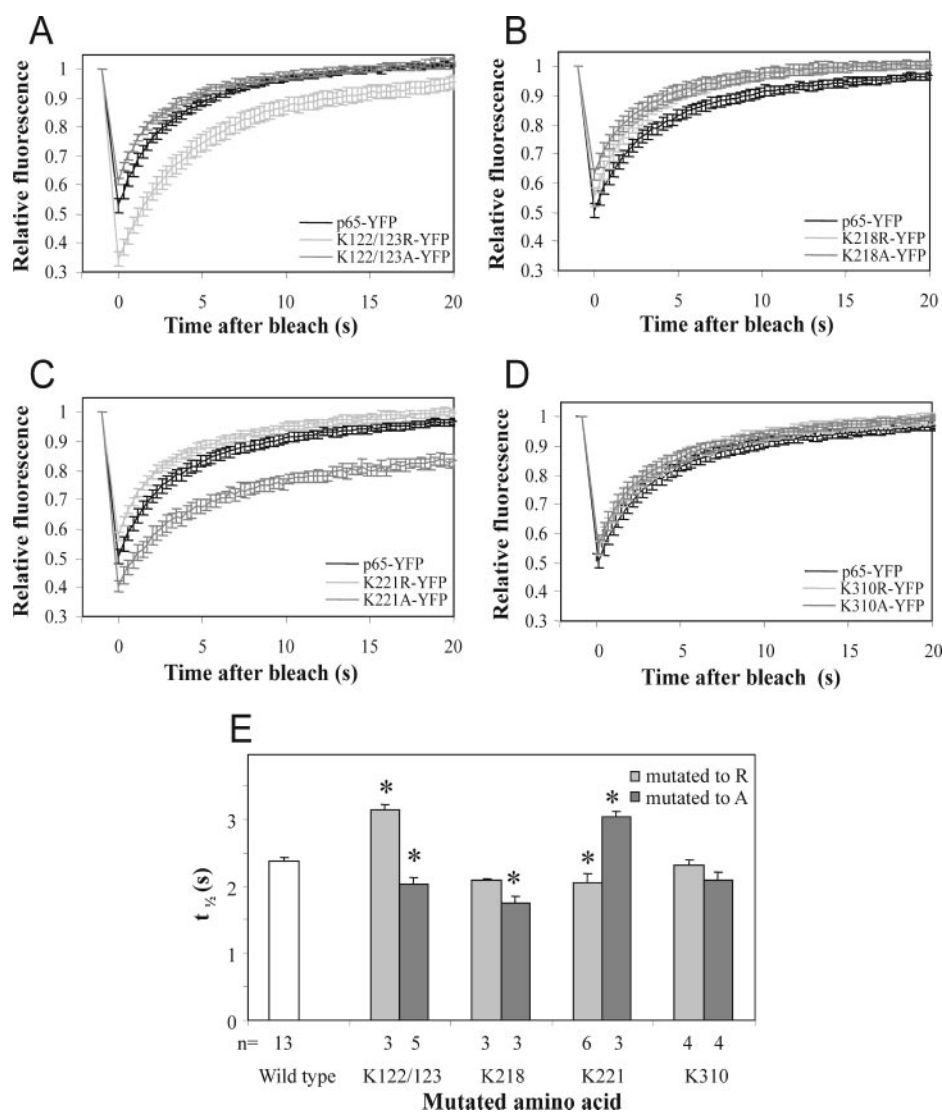 A
Relative fluorescence
1
0.9
0.8
0.7
0.6
0.5
0.4
0.3
p65-YFP
K122/123R-YFP
K122/123A-YFP
0 5 10 15 20
Time after bleach (s)
B
Relative fluorescence
1
0.9
0.8
0.7
0.6
0.5
0.4
0.3
p65-YFP
K218R-YFP
K218A-YFP
0 5 10 15 20
Time after bleach (s)
C
Relative fluorescence
1
0.9
0.8
0.7
0.6
0.5
0.4
0.3
p65-YFP
K221R-YFP
K221A-YFP
0 5 10 15 20
Time after bleach (s)
D
Relative fluorecsence
1
0.9
0.8
0.7
0.6
0.5
0.4
0.3
p65-YFP
K310R-YFP
K310A-YFP
0 5 10 15 20
Time after bleach (s)
E
mutated to R
mutated to A
t ½ (s)
3
2
1
0
* * * * *
n= 13 3 5 3 3 6 3 4 4
Wild type K122/123 K218 K221 K310
Mutated amino acid